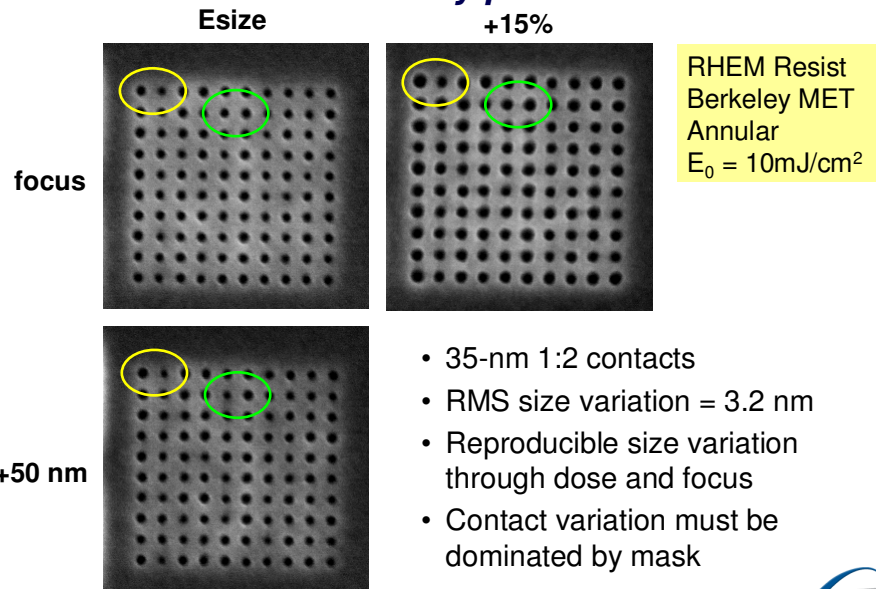 Esize
+15%
RHEM Resist
Berkeley MET
Annular
E₀ = 10mJ/cm²
focus
+50 nm
• 35-nm 1:2 contacts
• RMS size variation = 3.2 nm
• Reproducible size variation
through dose and focus
• Contact variation must be
dominated by mask